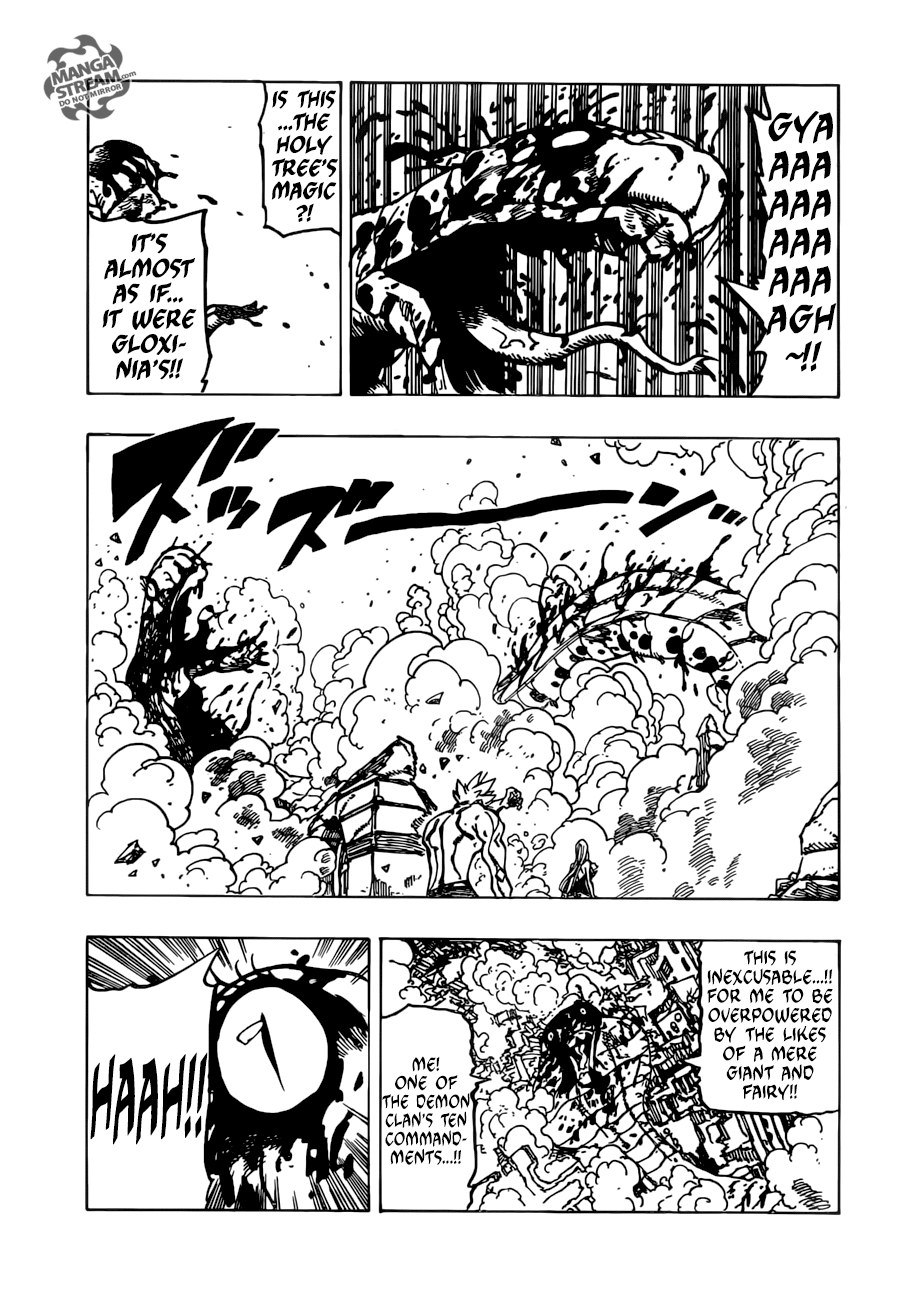 MANGA
STREAM.com
DO NOT MIRROR
GYA
AAA
AAA
AAA
AAA
AGH
~!!
IS THIS
...THE
HOLY
TREE'S
MAGIC
?!
IT'S
ALMOST
AS IF...
IT WERE
GLOXI-
NIA'S!!
ズッズーン
THIS IS
INEXCUSABLE...!!
FOR ME TO BE
OVERPOWERED
BY THE LIKES
OF A MERE
GIANT AND
FAIRY!!
ME!
ONE OF
THE DEMON
CLAN'S TEN
COMMAND-
MENTS...!!
HAAH!!